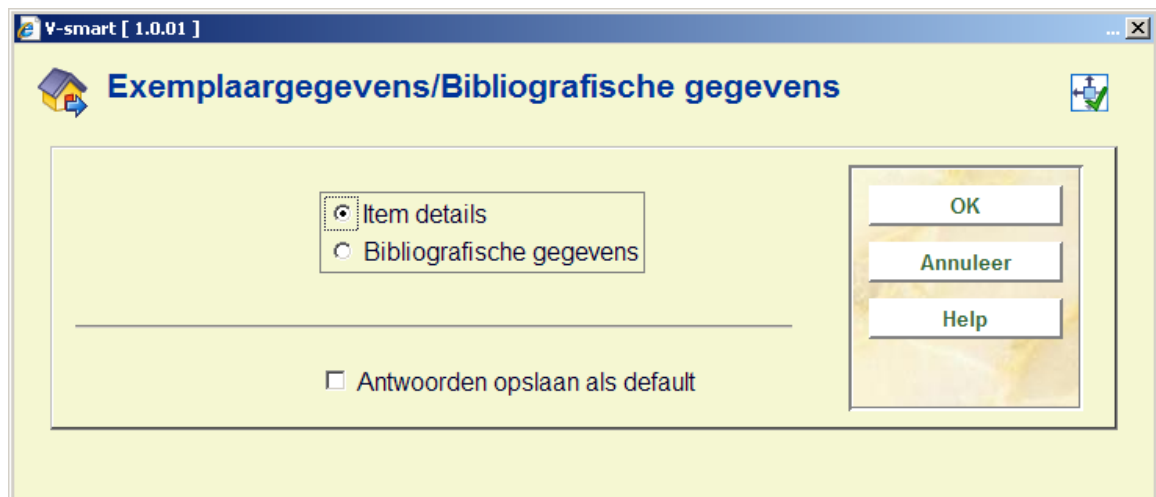 V-smart [ 1.0.01 ]
...
Exemplaargegevens/Bibliografische gegevens
Item details
Bibliografische gegevens
Antwoorden opslaan als default
OK
Annuleer
Help